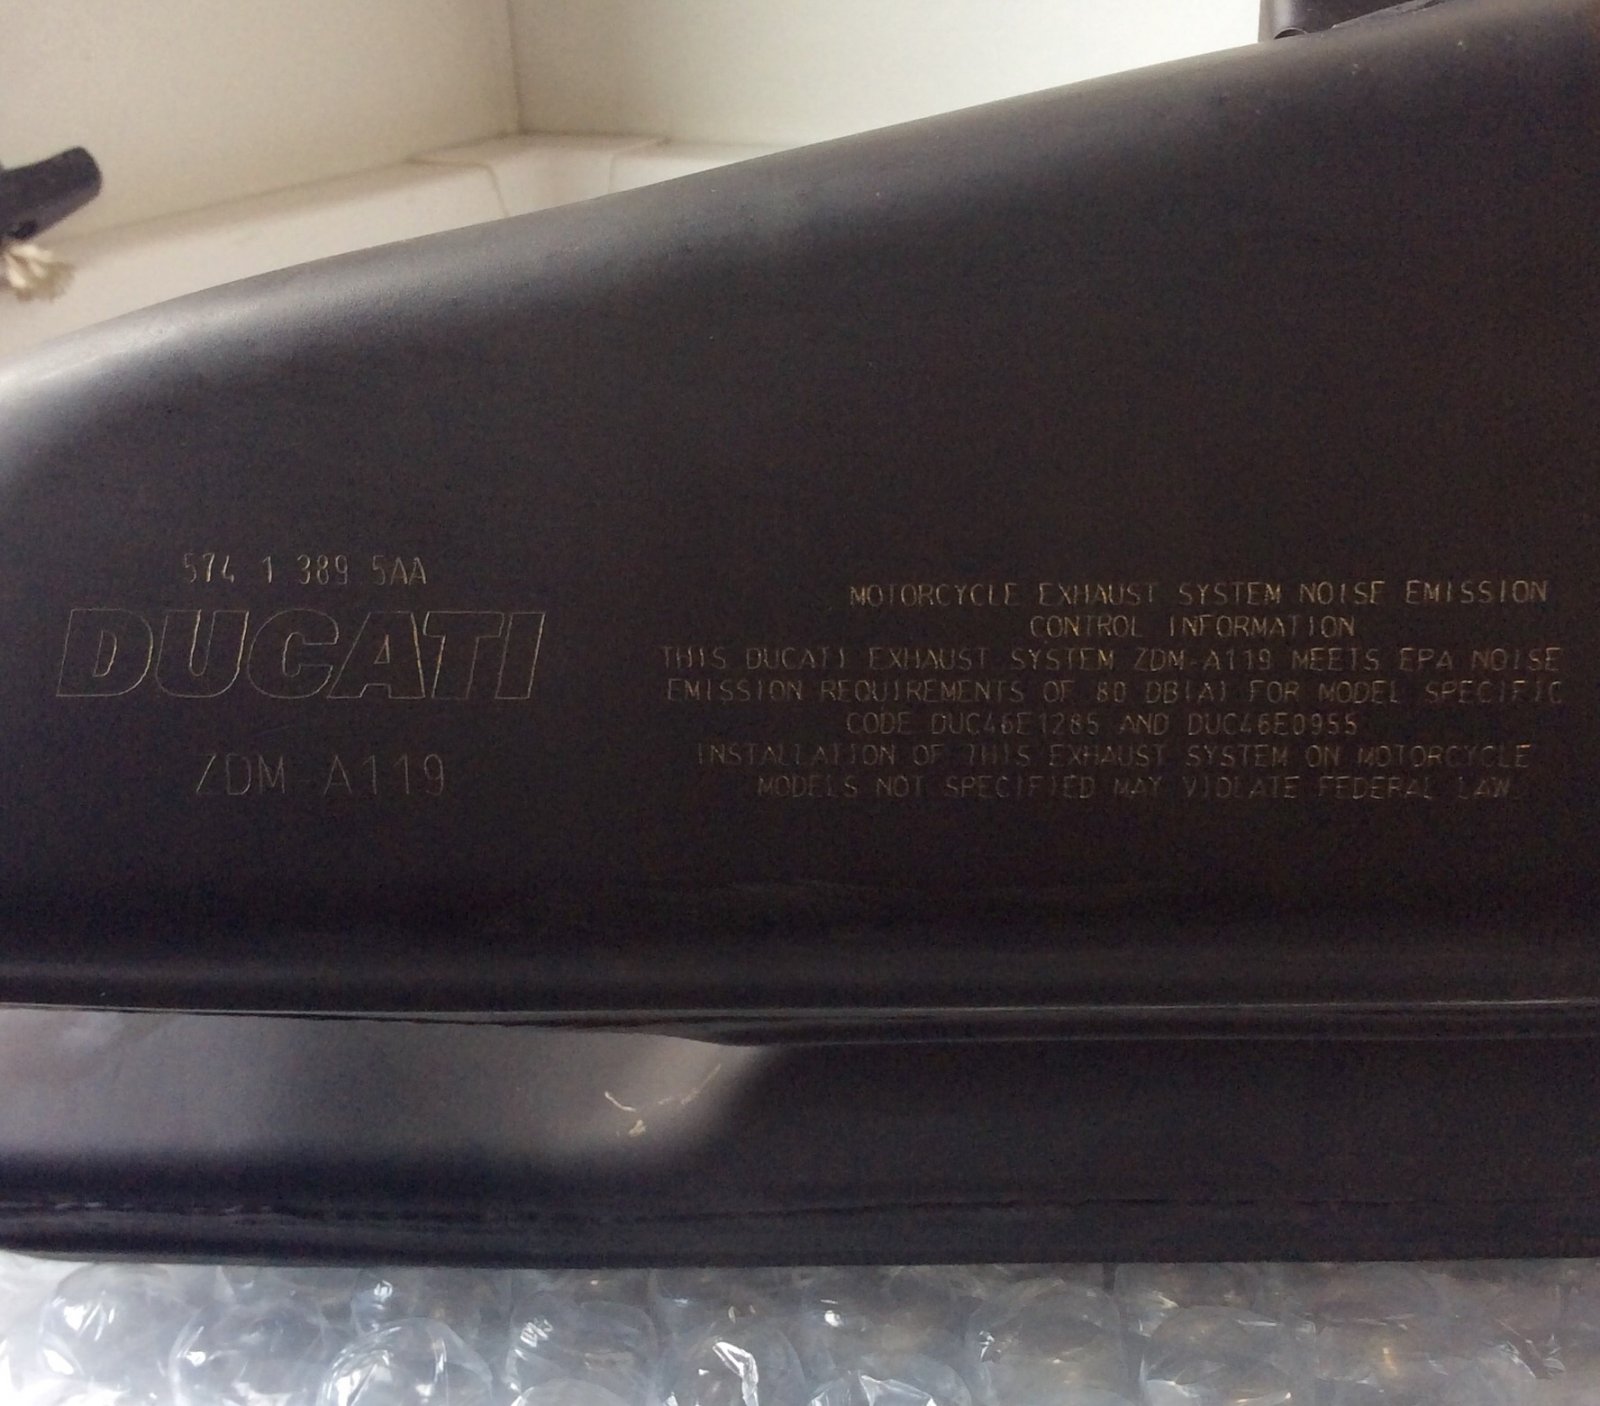 574 1 389 5AA
DUCATI
ZDM-A119
MOTORCYCLE EXHAUST SYSTEM NOISE EMISSION
CONTROL INFORMATION
THIS DUCATI EXHAUST SYSTEM ZDM-A119 MEETS EPA NOISE
EMISSION REQUIREMENTS OF 80 DB(A) FOR MODEL SPECIFIC
CODE DUC46E1285 AND DUC46E0955
INSTALLATION OF THIS EXHAUST SYSTEM ON MOTORCYCLE
MODELS NOT SPECIFIED MAY VIOLATE FEDERAL LAW